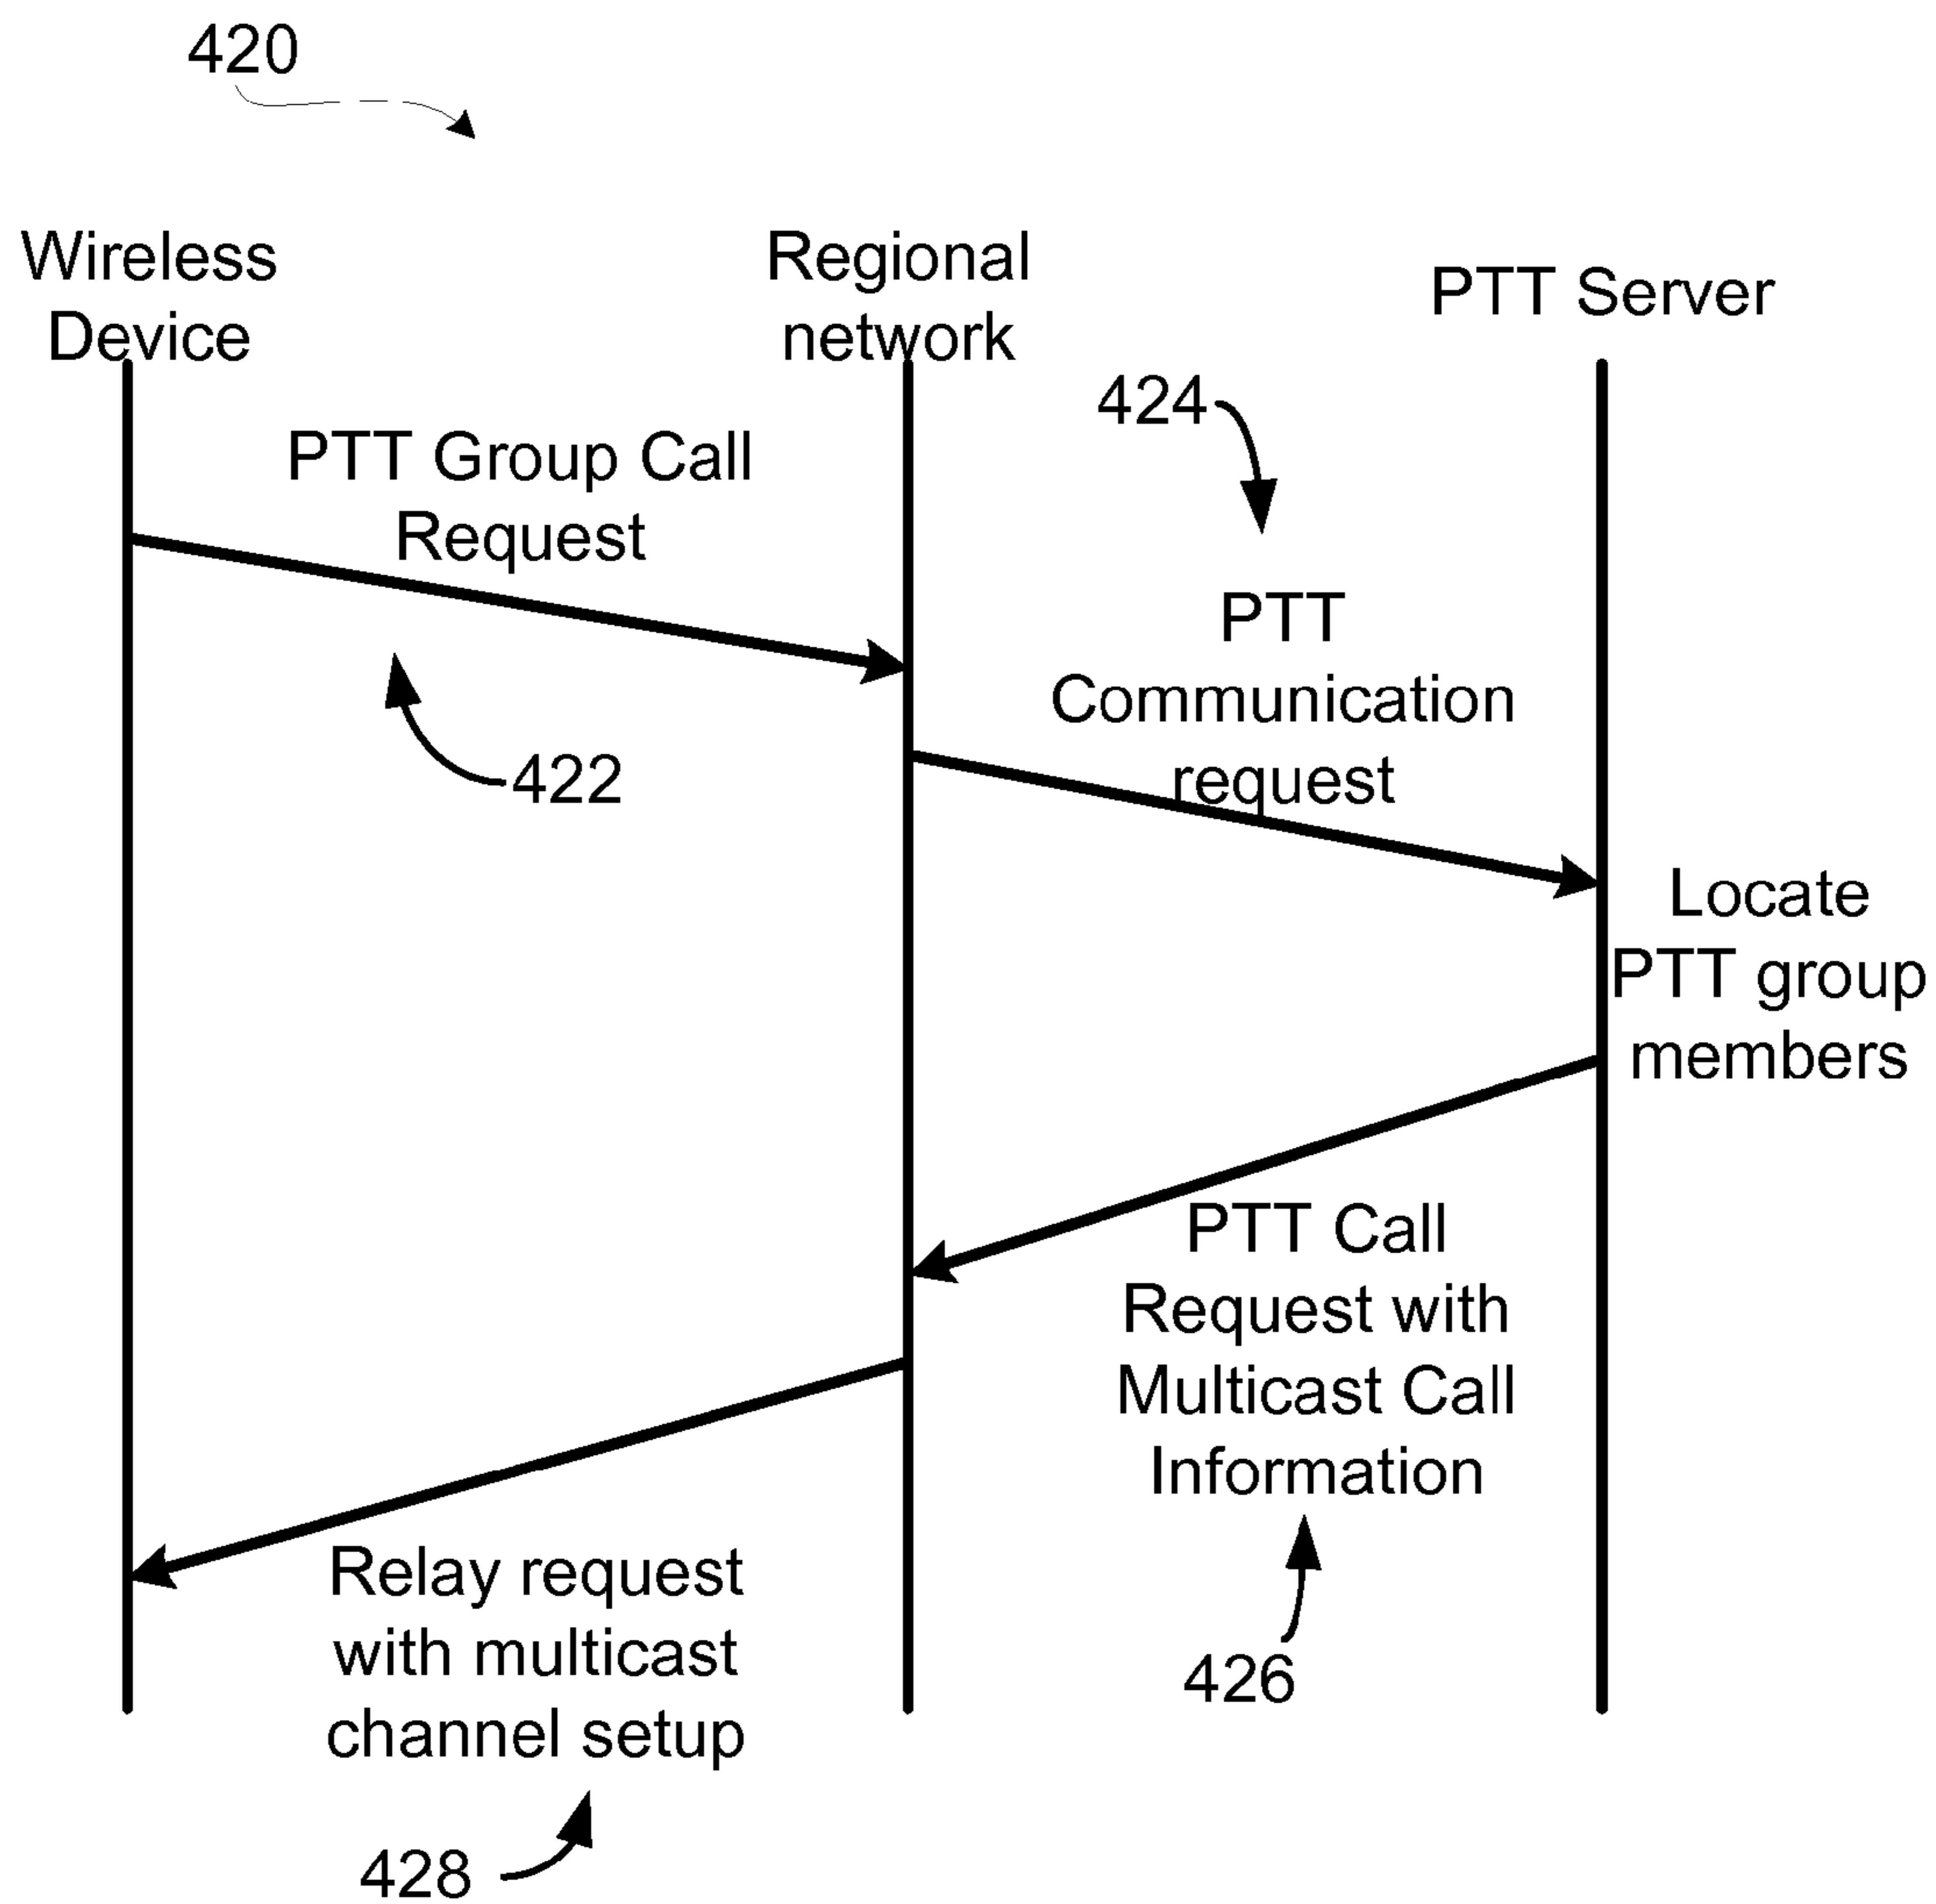 420
Wireless
Device
Regional
network
PTT Server
424
PTT Group Call
Request
422
PTT
Communication
request
Locate
PTT group
members
PTT Call
Request with
Multicast Call
Information
426
Relay request
with multicast
channel setup
428